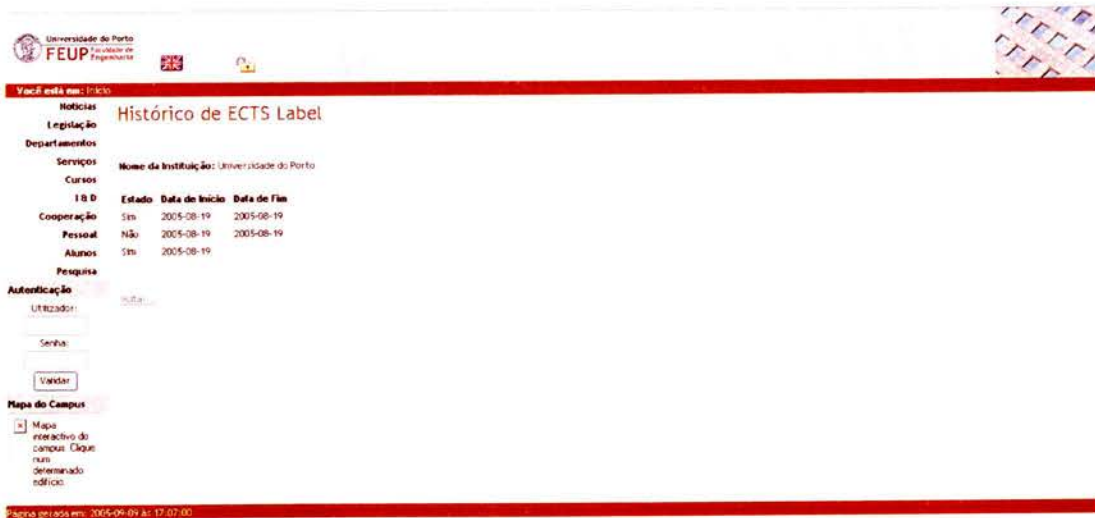 Universidade do Porto
FEUP Faculdade de Engenharia
Você está em: Início
Notícias
Legislação
Departamentos
Serviços
Cursos
I & D
Cooperação
Pessoal
Alunos
Pesquisa
Autenticação
Utilizador:
Senha:
Validar
Mapa do Campus
Mapa interactivo do campus. Clique num determinado edifício.
Histórico de ECTS Label
Nome da Instituição: Universidade do Porto
Estado Data de Início Data de Fim
Sim 2005-08-19 2005-08-19
Não 2005-08-19 2005-08-19
Sim 2005-08-19
Página gerada em: 2005-09-09 às 17:07:00